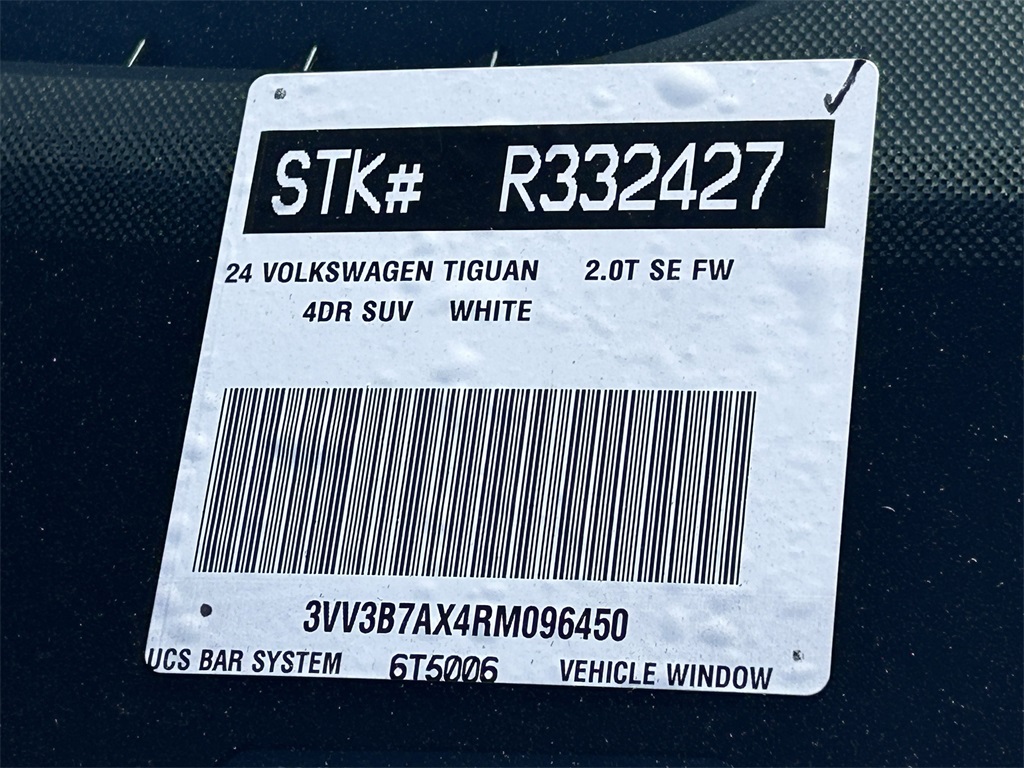 STK# R332427
24 VOLKSWAGEN TIGUAN 2.0T SE FW
4DR SUV WHITE
3VV3B7AX4RM096450
UCS BAR SYSTEM 6T5006 VEHICLE WINDOW